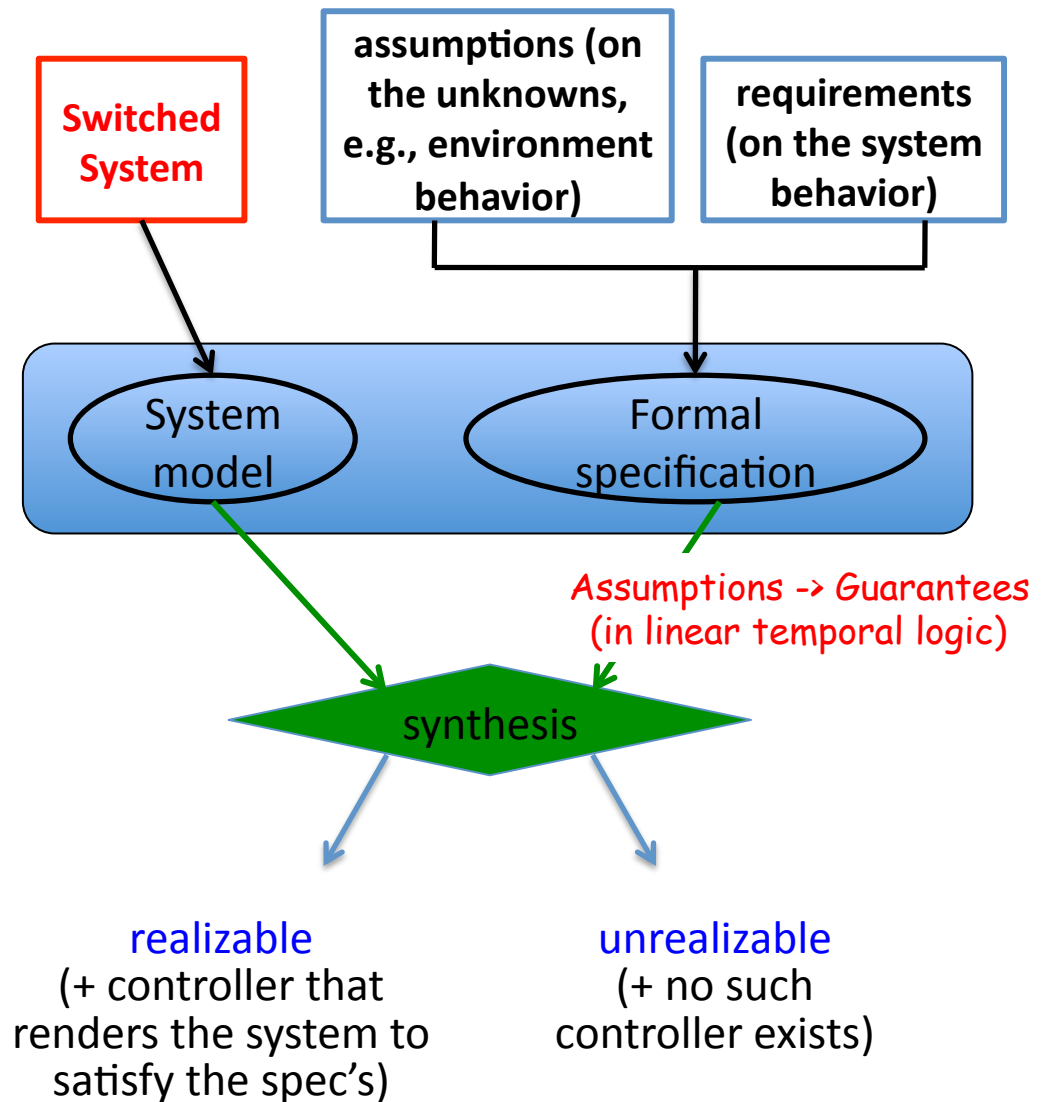 Switched
System
assumptions (on
the unknowns,
e.g., environment
behavior)
requirements
(on the system
behavior)
System
model
Formal
specification
Assumptions -> Guarantees
(in linear temporal logic)
synthesis
realizable
(+ controller that
renders the system to
satisfy the spec's)
unrealizable
(+ no such
controller exists)